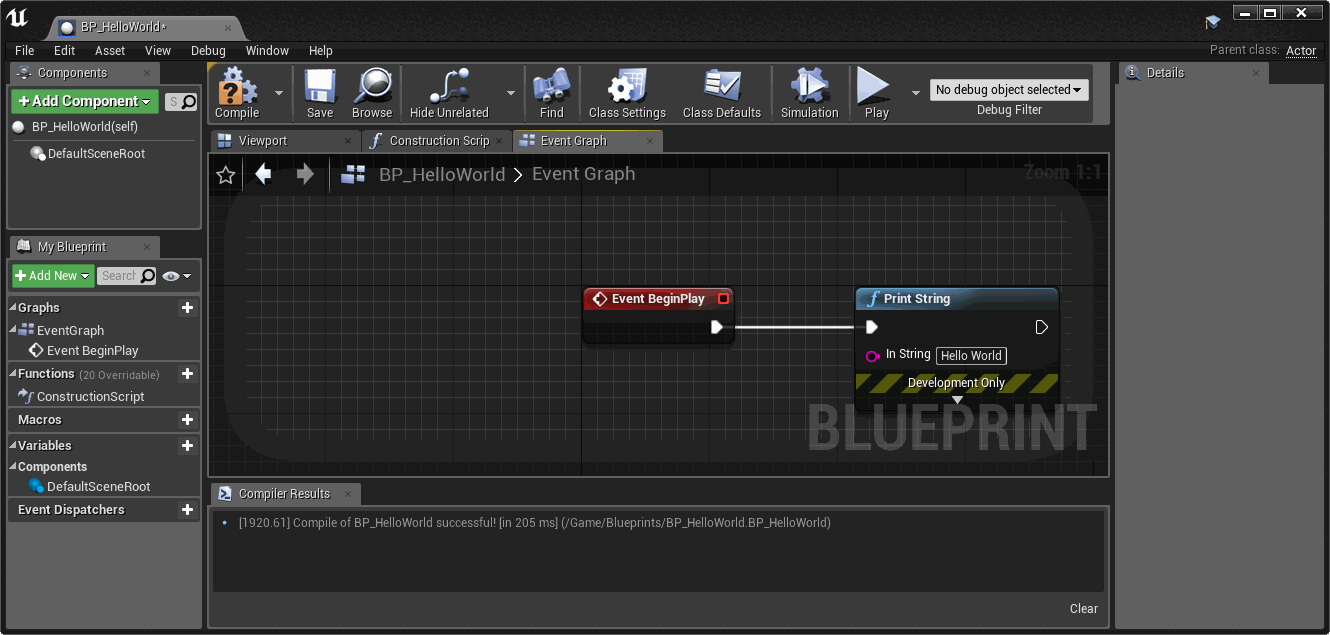 BP_HelloWorld*
File Edit Asset View Debug Window Help
Parent class: Actor
Components
+Add Component
S
BP_HelloWorld(self)
DefaultSceneRoot
Compile
Save
Browse
Hide Unrelated
Find
Class Settings
Class Defaults
Simulation
Play
No debug object selected
Debug Filter
Details
Viewport
Construction Scrip
Event Graph
BP_HelloWorld > Event Graph
Zoom 1:1
Event BeginPlay
Print String
In String Hello World
Development Only
BLUEPRINT
My Blueprint
+Add New
Search
Graphs
EventGraph
Event BeginPlay
Functions (20 Overridable)
ConstructionScript
Macros
Variables
Components
DefaultSceneRoot
Event Dispatchers
Compiler Results
[1920.61] Compile of BP_HelloWorld successful! [in 205 ms] (/Game/Blueprints/BP_HelloWorld.BP_HelloWorld)
Clear